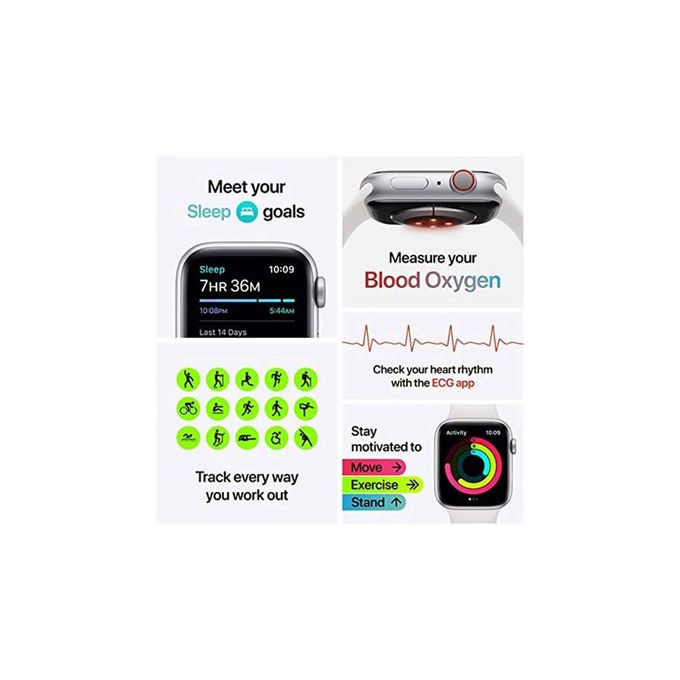 Meet your
Sleep goals
Sleep 10:09
7HR 36M
10:08PM 5:44AM
Last 14 Days
Measure your
Blood Oxygen
Check your heart rhythm
with the ECG app
Track every way
you work out
Stay
motivated to
Move →
Exercise
Stand ↑
Activity 10:09